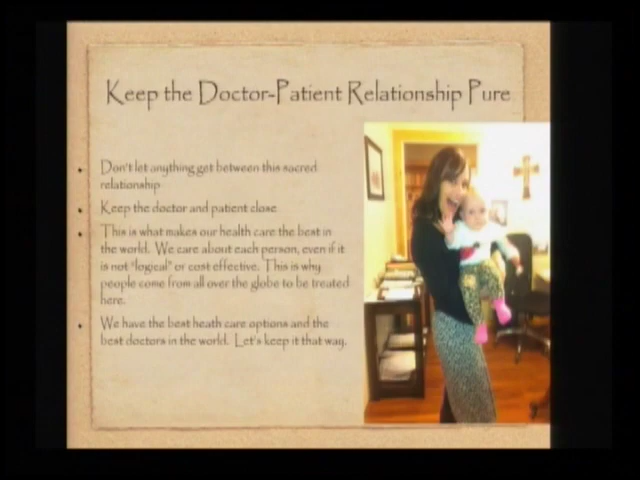 Keep the Doctor-Patient Relationship Pure
Don't let anything get between this sacred
relationship
Keep the doctor and patient close
This is what makes our health care the best in
the world. We care about each person, even if it
is not "logical" or cost effective. This is why
people come from all over the globe to be treated
here.
We have the best heath care options and the
best doctors in the world. Let's keep it that way.